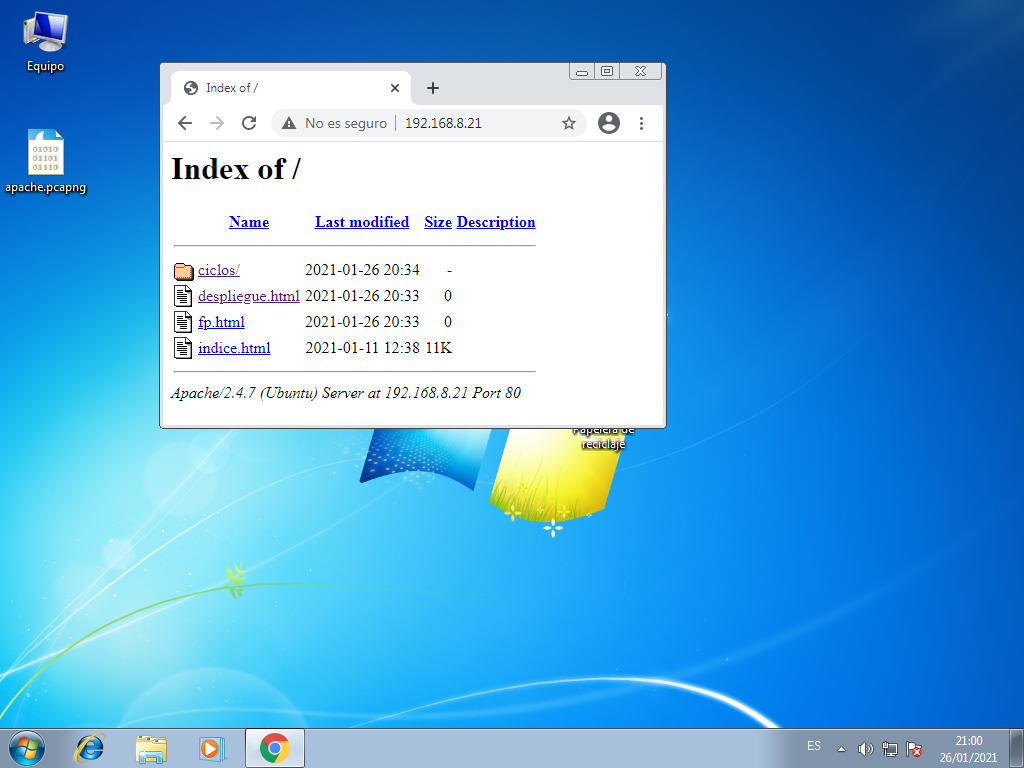 Equipo
apache.pcapng
Index of /
No es seguro
192.168.8.21
Index of /
Name Last modified Size Description
ciclos/ 2021-01-26 20:34 -
despliegue.html 2021-01-26 20:33 0
fp.html 2021-01-26 20:33 0
indice.html 2021-01-11 12:38 11K
Apache/2.4.7 (Ubuntu) Server at 192.168.8.21 Port 80
Papelera de
reciclaje
ES
21:00
26/01/2021